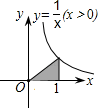 y
y=1/x(x>0)
O
1
x